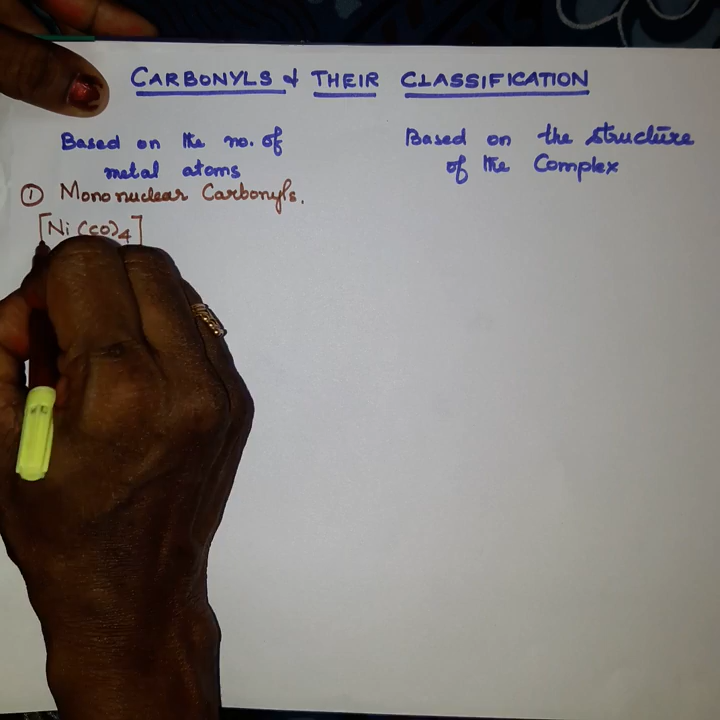 CARBONYLS & THEIR CLASSIFICATION
Based on the no. of
metal atoms
Based on the structure
of the Complex
① Mononuclear Carbonyls.
[Ni(co)4]